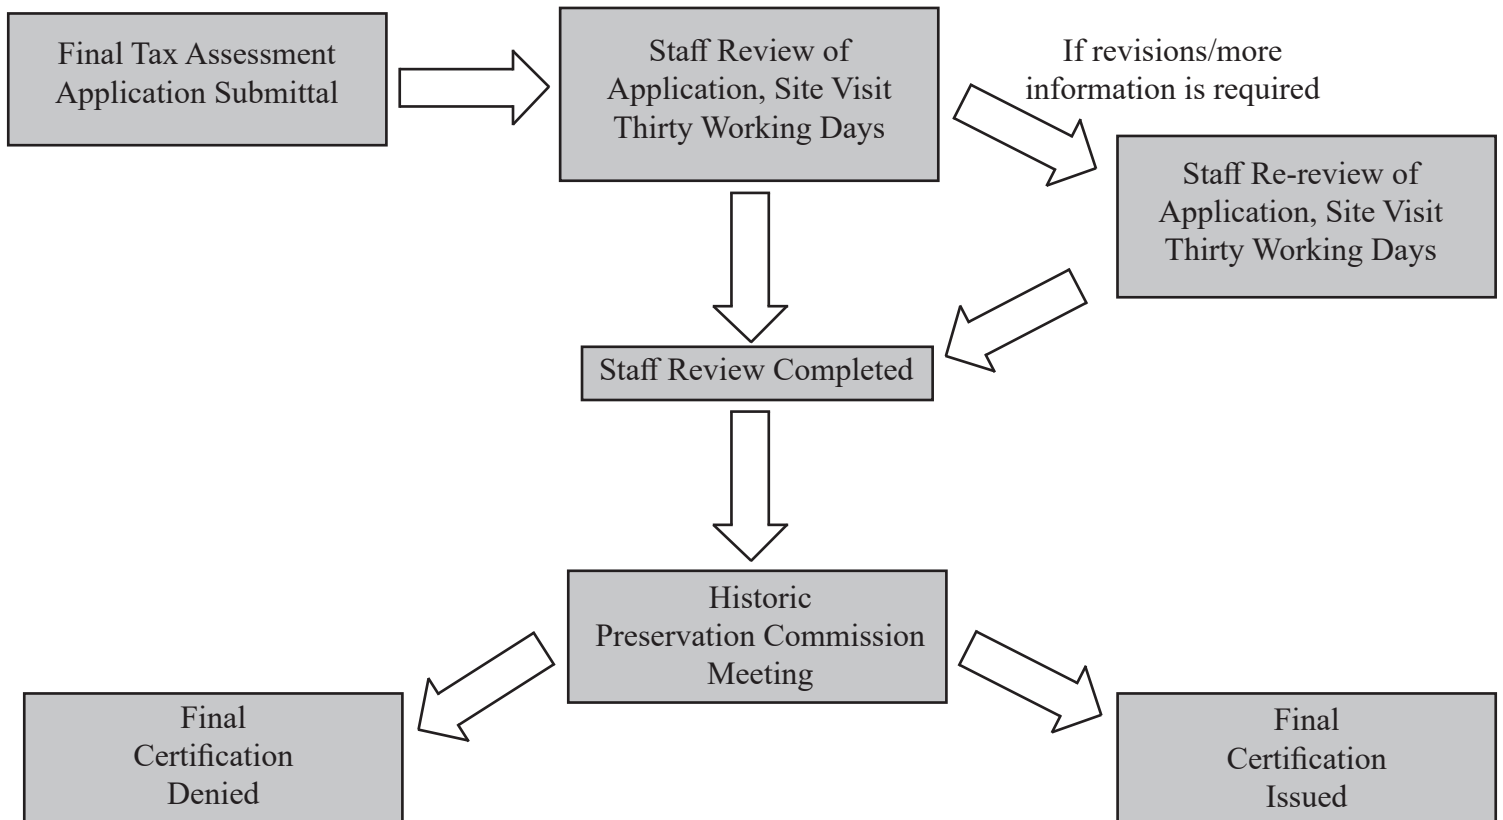 Final Tax Assessment
Application Submittal
Staff Review of
Application, Site Visit
Thirty Working Days
If revisions/more
information is required
Staff Re-review of
Application, Site Visit
Thirty Working Days
Staff Review Completed
Historic
Preservation Commission
Meeting
Final
Certification
Denied
Final
Certification
Issued